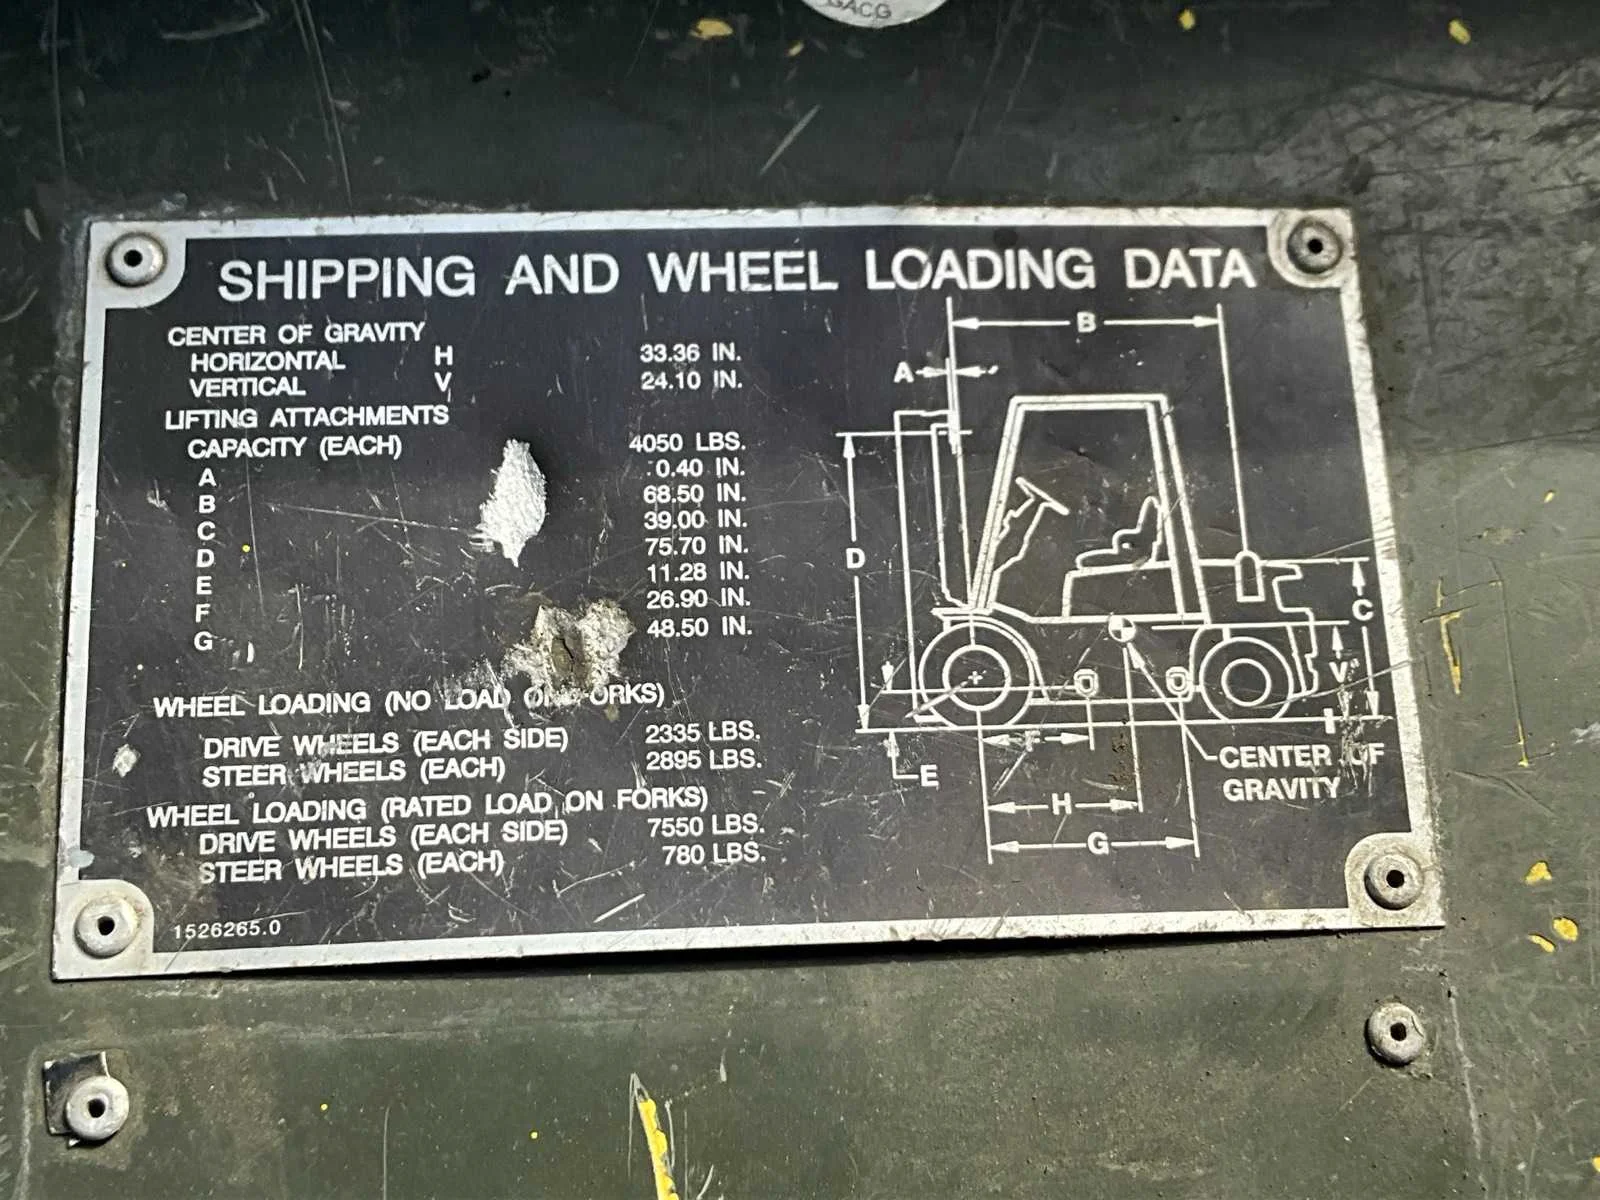 GACG
SHIPPING AND WHEEL LOADING DATA
CENTER OF GRAVITY
HORIZONTAL H 33.36 IN.
VERTICAL V 24.10 IN.
LIFTING ATTACHMENTS
CAPACITY (EACH) 4050 LBS.
A 0.40 IN.
B 68.50 IN.
C 39.00 IN.
D 75.70 IN.
E 11.28 IN.
F 26.90 IN.
G 48.50 IN.
WHEEL LOADING (NO LOAD ON FORKS)
DRIVE WHEELS (EACH SIDE) 2335 LBS.
STEER WHEELS (EACH) 2895 LBS.
WHEEL LOADING (RATED LOAD ON FORKS)
DRIVE WHEELS (EACH SIDE) 7550 LBS.
STEER WHEELS (EACH) 780 LBS.
1526265.0
B
A
D
C
V
F
E
CENTER OF
GRAVITY
H
G